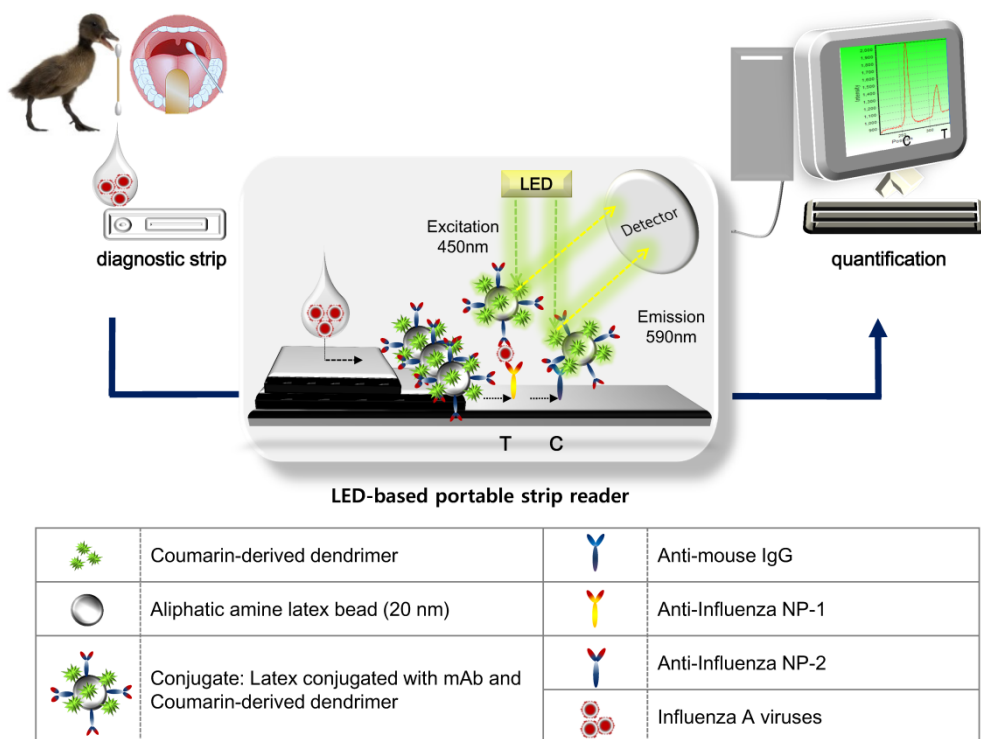 diagnostic strip
LED
Excitation
450nm
Detector
Emission
590nm
T C
C
T
quantification
LED-based portable strip reader
Coumarin-derived dendrimer
Anti-mouse IgG
Aliphatic amine latex bead (20 nm)
Anti-Influenza NP-1
Conjugate: Latex conjugated with mAb and
Coumarin-derived dendrimer
Anti-Influenza NP-2
Influenza A viruses